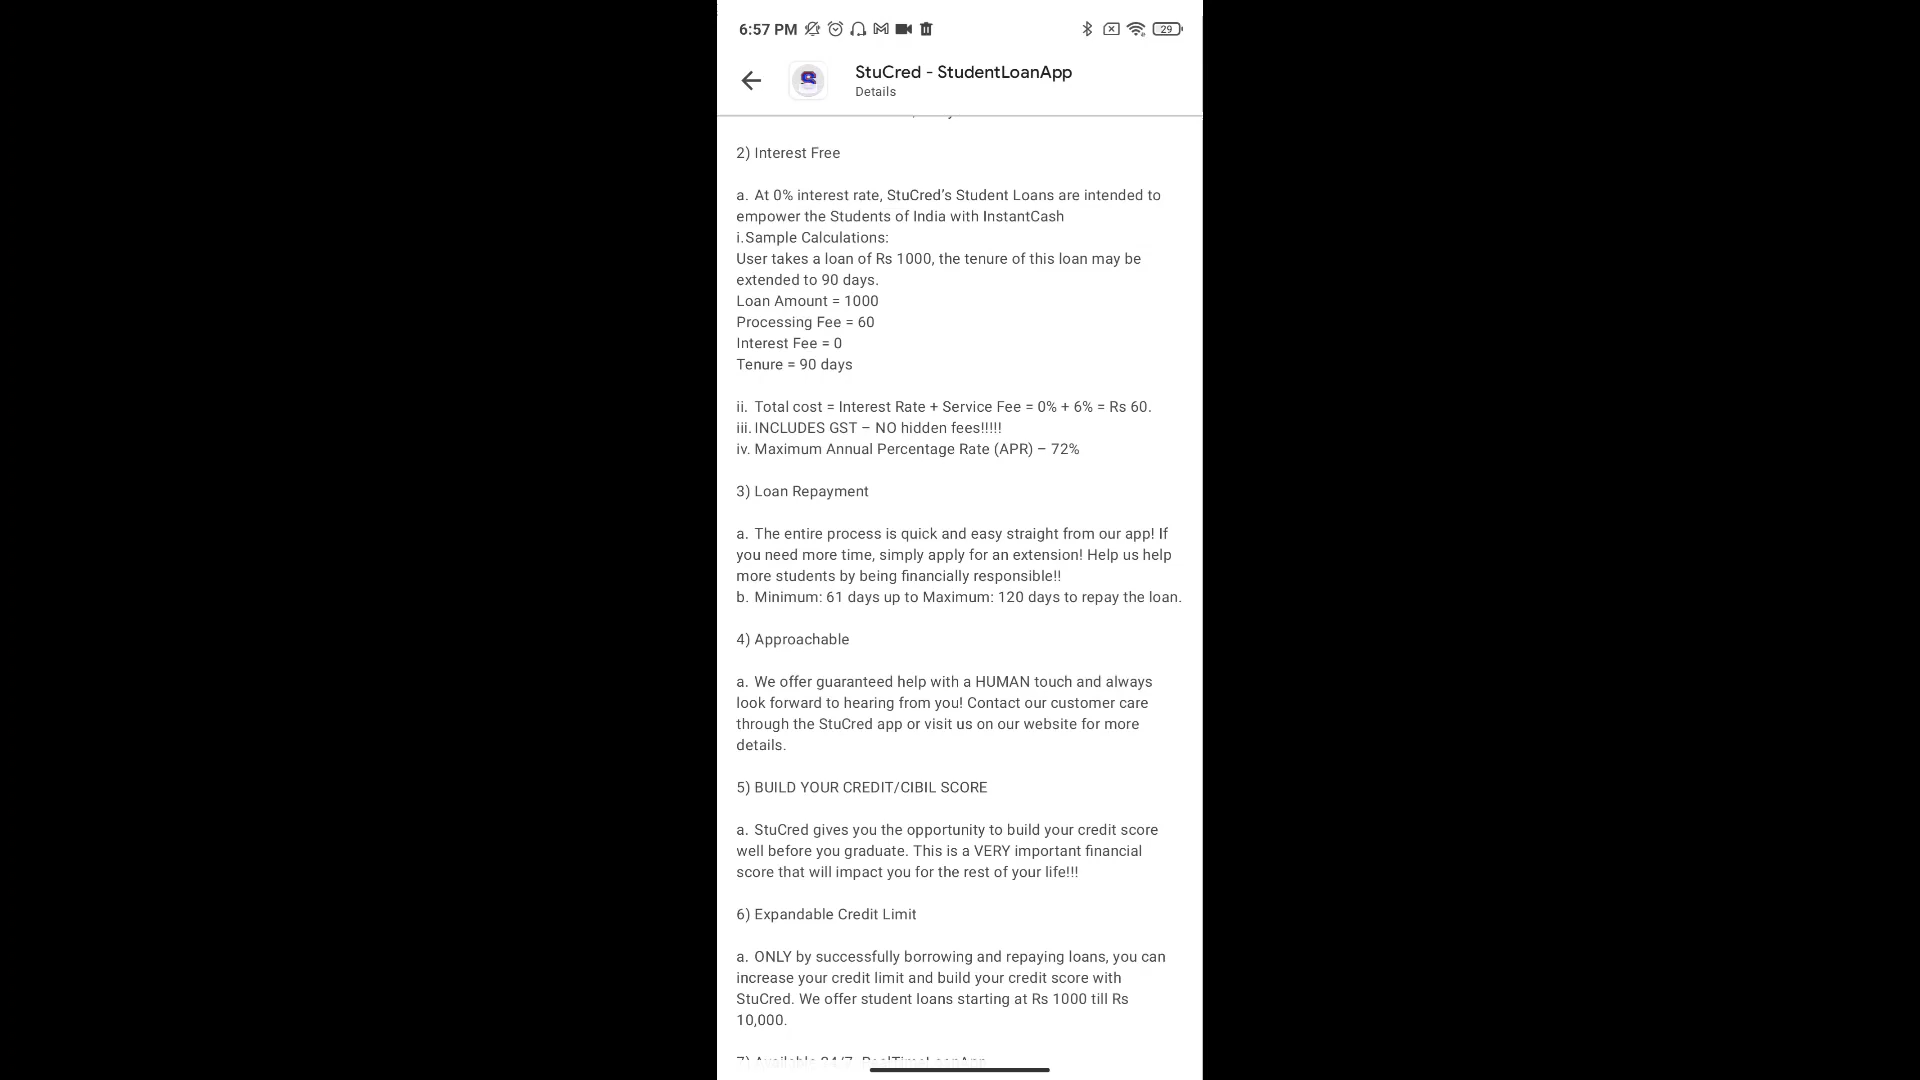 6:57 PM
29
StuCred - StudentLoanApp
Details
2) Interest Free
a. At 0% interest rate, StuCred’s Student Loans are intended to
empower the Students of India with InstantCash
i.Sample Calculations:
User takes a loan of Rs 1000, the tenure of this loan may be
extended to 90 days.
Loan Amount = 1000
Processing Fee = 60
Interest Fee = 0
Tenure = 90 days
ii. Total cost = Interest Rate + Service Fee = 0% + 6% = Rs 60.
iii. INCLUDES GST – NO hidden fees!!!!!
iv. Maximum Annual Percentage Rate (APR) – 72%
3) Loan Repayment
a. The entire process is quick and easy straight from our app! If
you need more time, simply apply for an extension! Help us help
more students by being financially responsible!!
b. Minimum: 61 days up to Maximum: 120 days to repay the loan.
4) Approachable
a. We offer guaranteed help with a HUMAN touch and always
look forward to hearing from you! Contact our customer care
through the StuCred app or visit us on our website for more
details.
5) BUILD YOUR CREDIT/CIBIL SCORE
a. StuCred gives you the opportunity to build your credit score
well before you graduate. This is a VERY important financial
score that will impact you for the rest of your life!!!
6) Expandable Credit Limit
a. ONLY by successfully borrowing and repaying loans, you can
increase your credit limit and build your credit score with
StuCred. We offer student loans starting at Rs 1000 till Rs
10,000.
7) Available 24/7